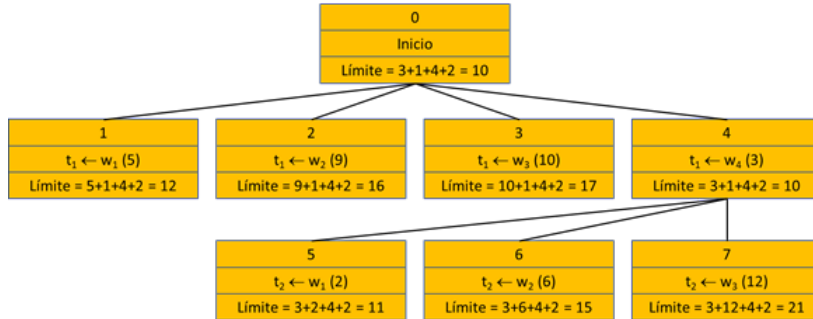 0
Inicio
Límite = 3+1+4+2 = 10
1
t₁ ← w₁ (5)
Límite = 5+1+4+2 = 12
2
t₁ ← w₂ (9)
Límite = 9+1+4+2 = 16
3
t₁ ← w₃ (10)
Límite = 10+1+4+2 = 17
4
t₁ ← w₄ (3)
Límite = 3+1+4+2 = 10
5
t₂ ← w₁ (2)
Límite = 3+2+4+2 = 11
6
t₂ ← w₂ (6)
Límite = 3+6+4+2 = 15
7
t₂ ← w₃ (12)
Límite = 3+12+4+2 = 21